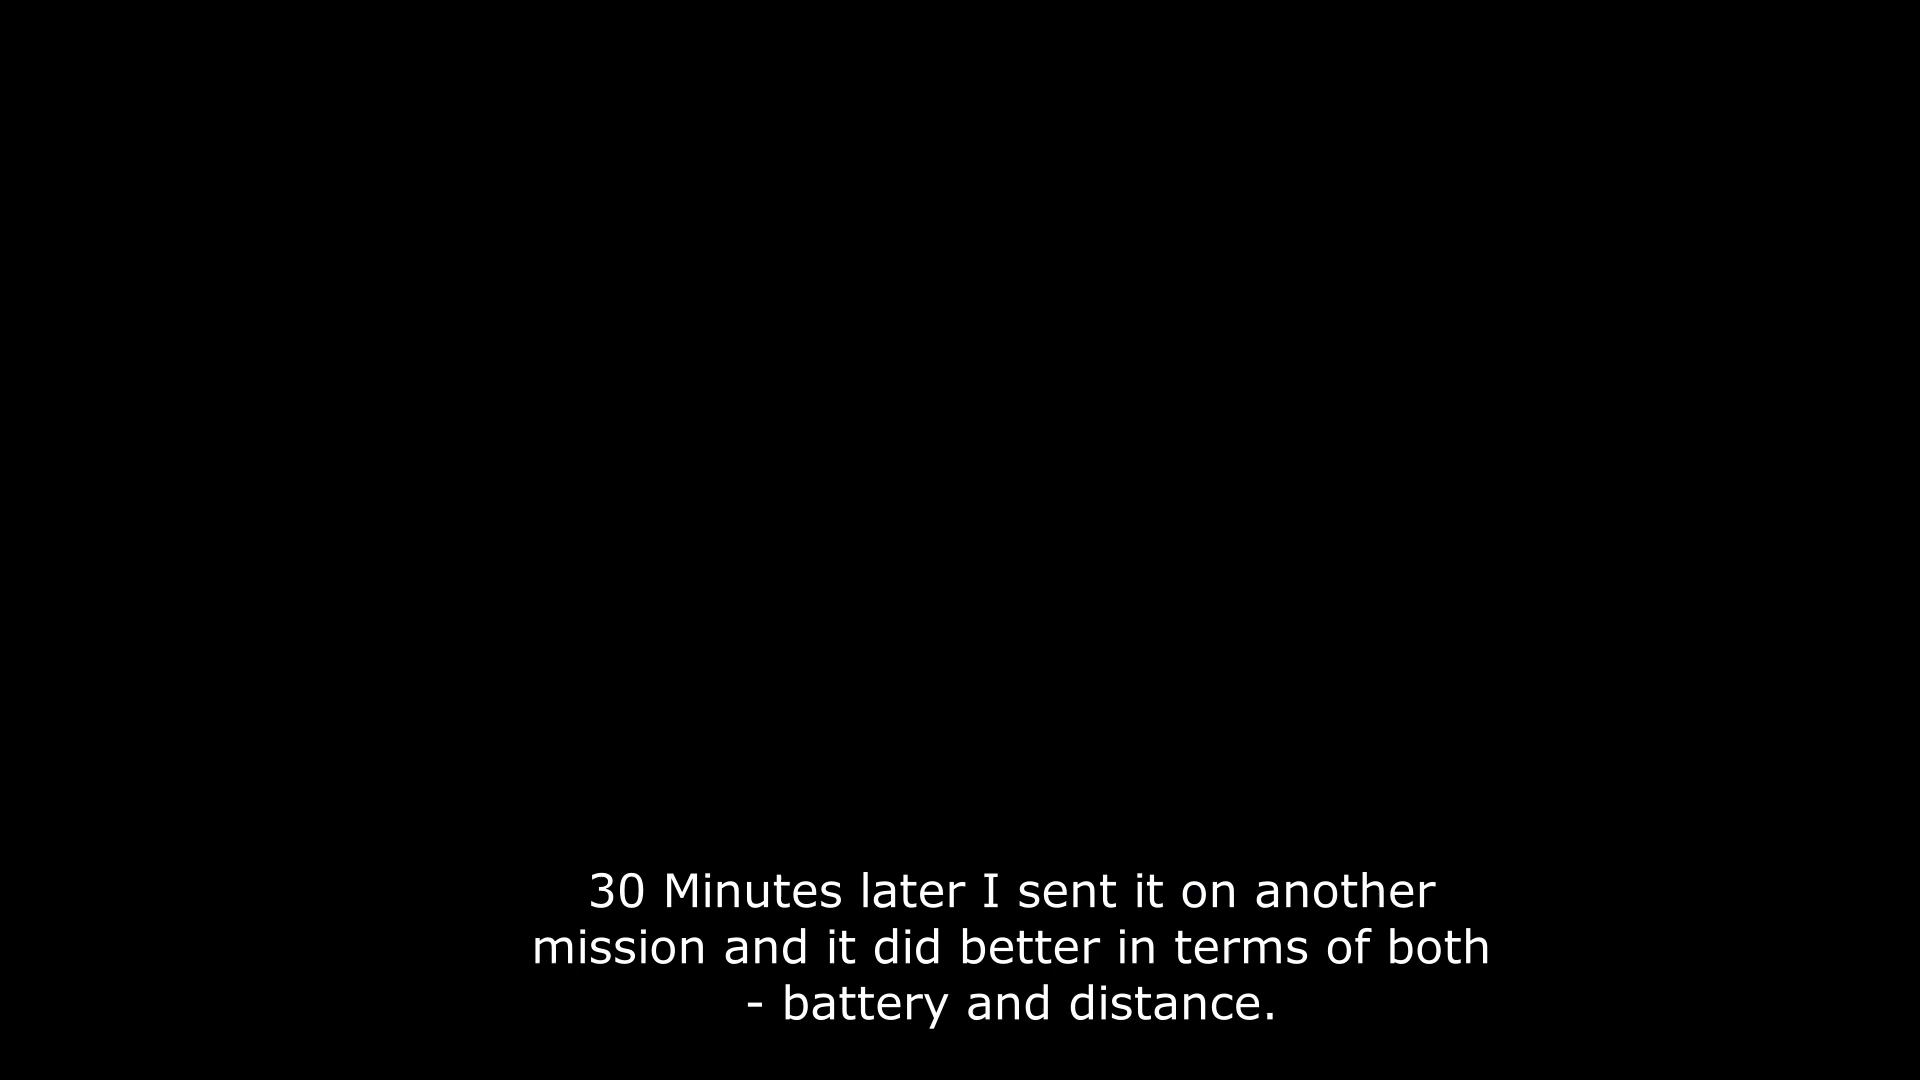 30 Minutes later I sent it on another
mission and it did better in terms of both
- battery and distance.